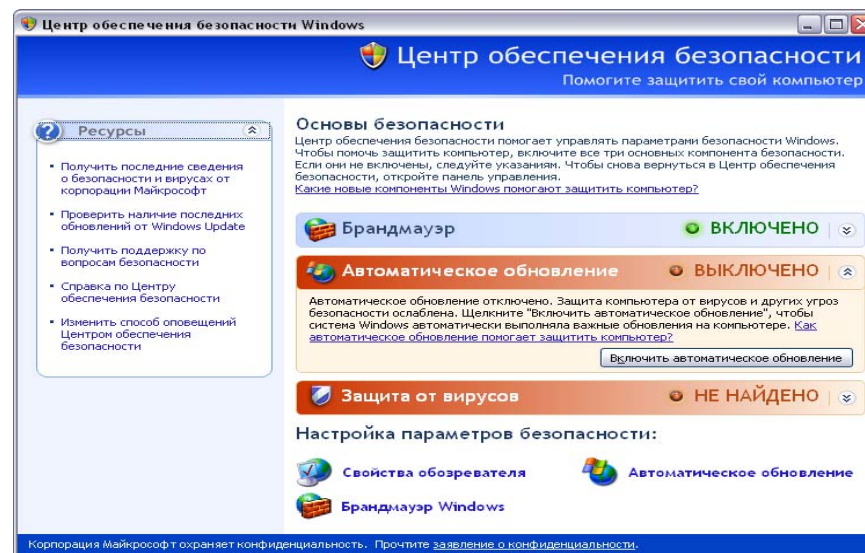 Центр обеспечения безопасности Windows
Центр обеспечения безопасности
Помогите защитить свой компьютер
Ресурсы
Получить последние сведения
о безопасности и вирусах от
корпорации Майкрософт
Проверить наличие последних
обновлений от Windows Update
Получить поддержку по
вопросам безопасности
Справка по Центру
обеспечения безопасности
Изменить способ оповещений
Центром обеспечения
безопасности
Основы безопасности
Центр обеспечения безопасности помогает управлять параметрами безопасности Windows.
Чтобы помочь защитить компьютер, включите все три основных компонента безопасности.
Если они не включены, следуйте указаниям. Чтобы снова вернуться в Центр обеспечения
безопасности, откройте панель управления.
Какие новые компоненты Windows помогают защитить компьютер?
Брандмауэр ВКЛЮЧЕНО
Автоматическое обновление ВЫКЛЮЧЕНО
Автоматическое обновление отключено. Защита компьютера от вирусов и других угроз
безопасности ослаблена. Щелкните "Включить автоматическое обновление", чтобы
система Windows автоматически выполняла важные обновления на компьютере. Как
автоматическое обновление помогает защитить компьютер?
Включить автоматическое обновление
Защита от вирусов НЕ НАЙДЕНО
Настройка параметров безопасности:
Свойства обозревателя
Автоматическое обновление
Брандмауэр Windows
Корпорация Майкрософт охраняет конфиденциальность. Прочтите заявление о конфиденциальности.